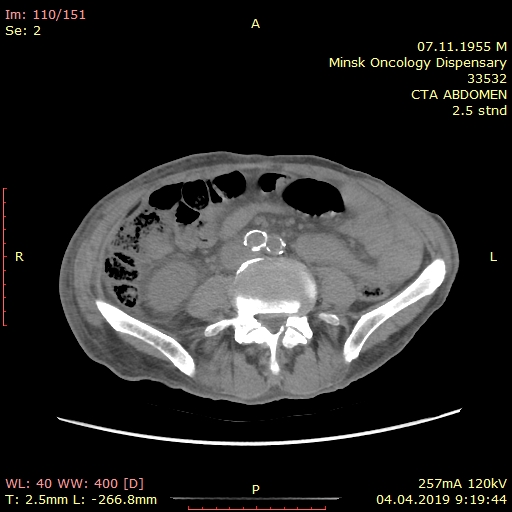 Im: 110/151
Se: 2
A
07.11.1955 M
Minsk Oncology Dispensary
33532
CTA ABDOMEN
2.5 stnd
R
L
WL: 40 WW: 400 [D]
T: 2.5mm L: -266.8mm
P
257mA 120kV
04.04.2019 9:19:44